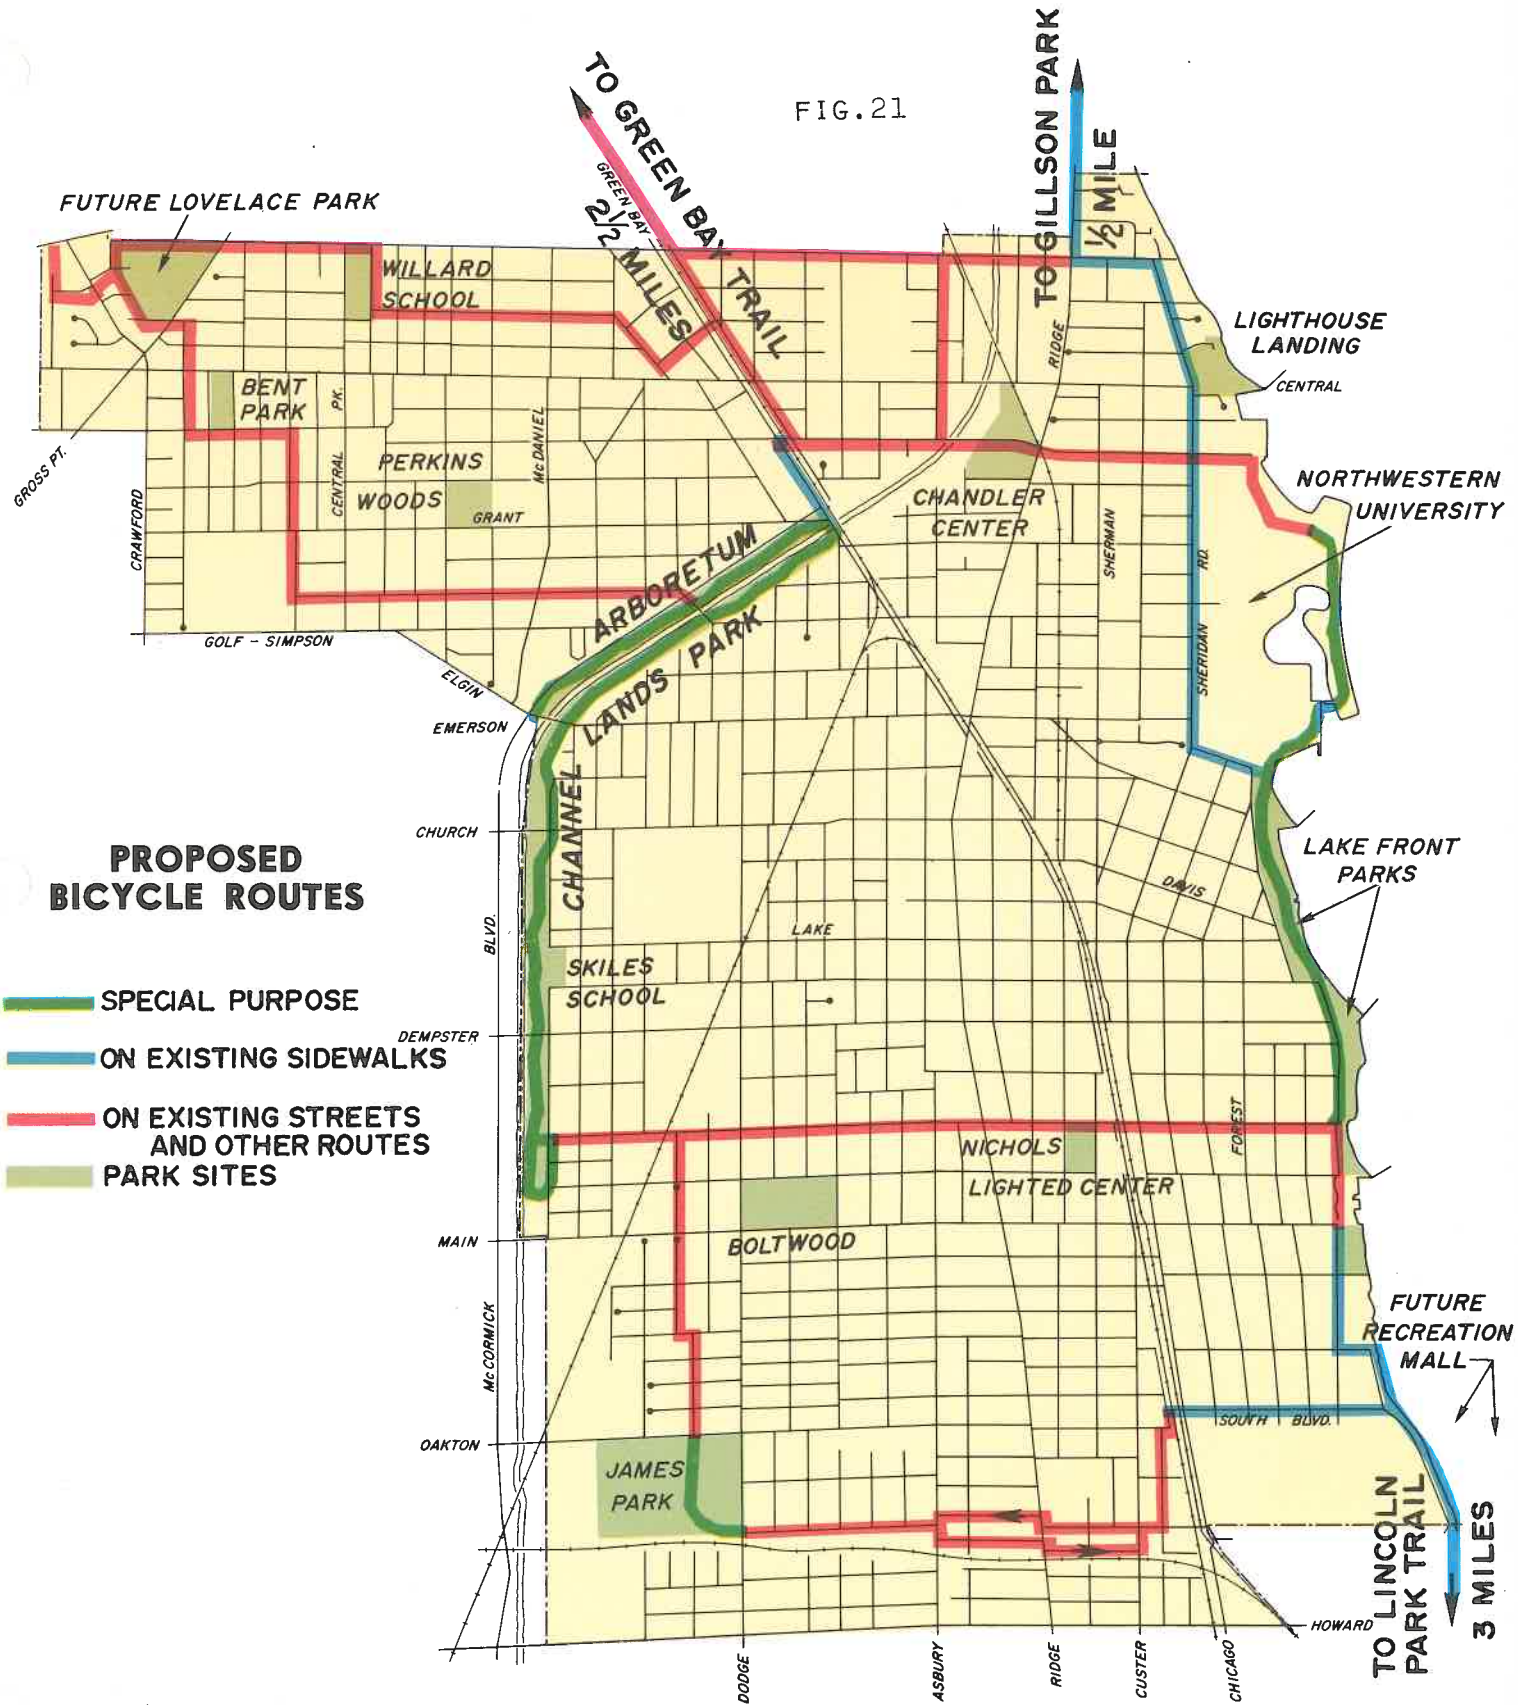 FIG.21
TO GREEN BAY TRAIL
GREEN BAY
2 1/2 MILES
TO GILLSON PARK
1/2 MILE
FUTURE LOVELACE PARK
WILLARD
SCHOOL
LIGHTHOUSE
LANDING
CENTRAL
RIDGE
BENT
PARK
PK.
CENTRAL
McDANIEL
GROSS PT.
CRAWFORD
PERKINS
WOODS
GRANT
CHANDLER
CENTER
SHERMAN
NORTHWESTERN
UNIVERSITY
RD.
SHERIDAN
ARBORETUM
LANDS PARK
CHANNEL
GOLF - SIMPSON
ELGIN
EMERSON
CHURCH
PROPOSED
BICYCLE ROUTES
LAKE FRONT
PARKS
DAVIS
LAKE
BLVD.
SKILES
SCHOOL
SPECIAL PURPOSE
DEMPSTER
ON EXISTING SIDEWALKS
ON EXISTING STREETS
AND OTHER ROUTES
PARK SITES
FOREST
NICHOLS
LIGHTED CENTER
MAIN
BOLTWOOD
McCORMICK
FUTURE
RECREATION
MALL
SOUTH BLVD.
OAKTON
JAMES
PARK
TO LINCOLN
PARK TRAIL
3 MILES
HOWARD
DODGE
ASBURY
RIDGE
CUSTER
CHICAGO